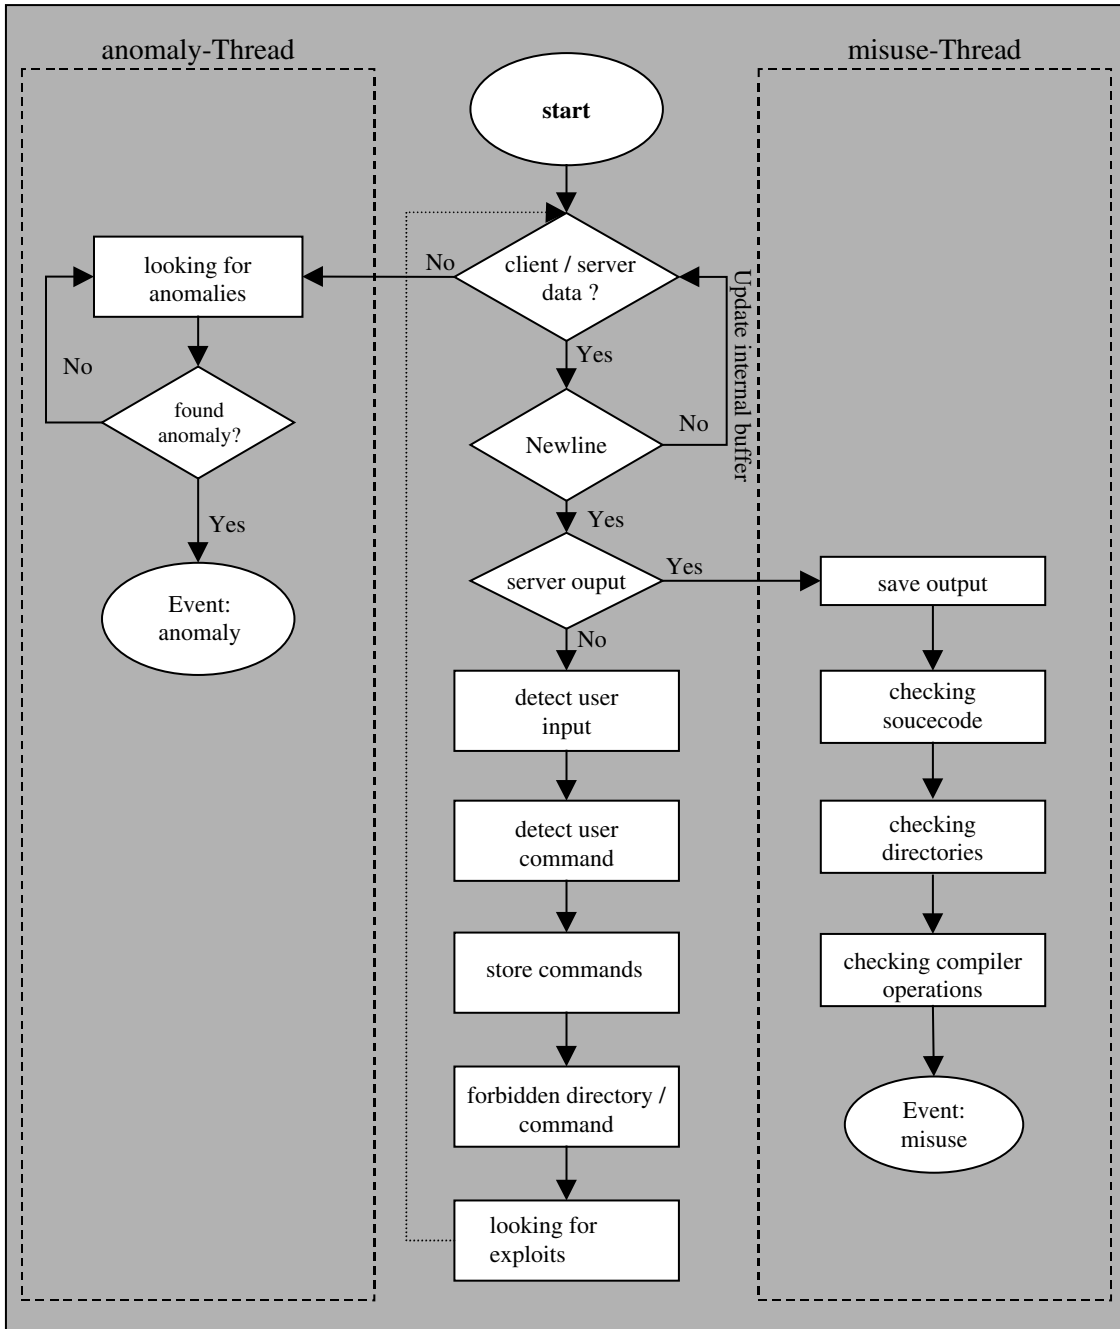 anomaly-Thread
misuse-Thread
start
client / server
data ?
No
Yes
Update internal buffer
looking for
anomalies
No
found
anomaly?
Yes
Event:
anomaly
Newline
No
Yes
server ouput
Yes
No
save output
detect user
input
checking
soucecode
detect user
command
checking
directories
store commands
checking compiler
operations
forbidden directory /
command
Event:
misuse
looking for
exploits